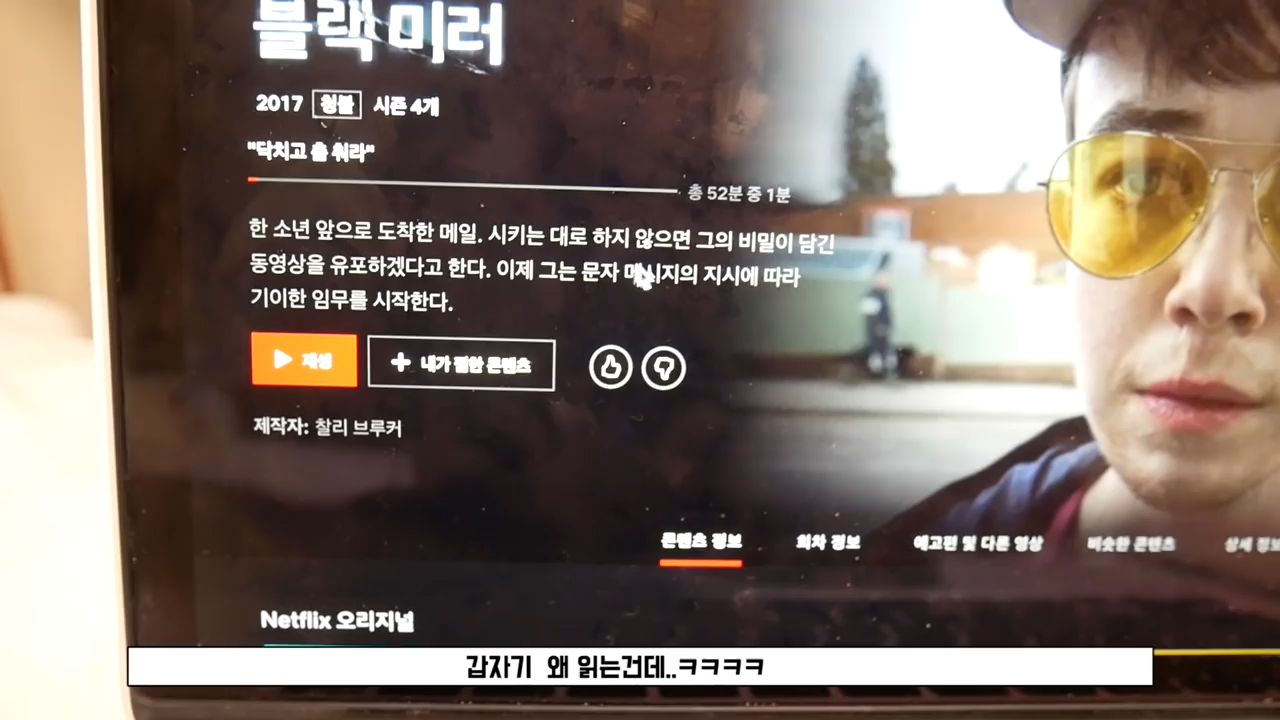 블랙 미러
2017 청불 시즌 4개
"닥치고 춤 춰라"
총 52분 중 1분
한 소년 앞으로 도착한 메일. 시키는 대로 하지 않으면 그의 비밀이 담긴
동영상을 유포하겠다고 한다. 이제 그는 문자 메시지의 지시에 따라
기이한 임무를 시작한다.
재생 내가 찜한 콘텐츠
제작자: 찰리 브루커
콘텐츠 정보 회차 정보 예고편 및 다른 영상 비슷한 콘텐츠 상세 정보
Netflix 오리지널
갑자기 왜 읽는건데..ㅋㅋㅋㅋ